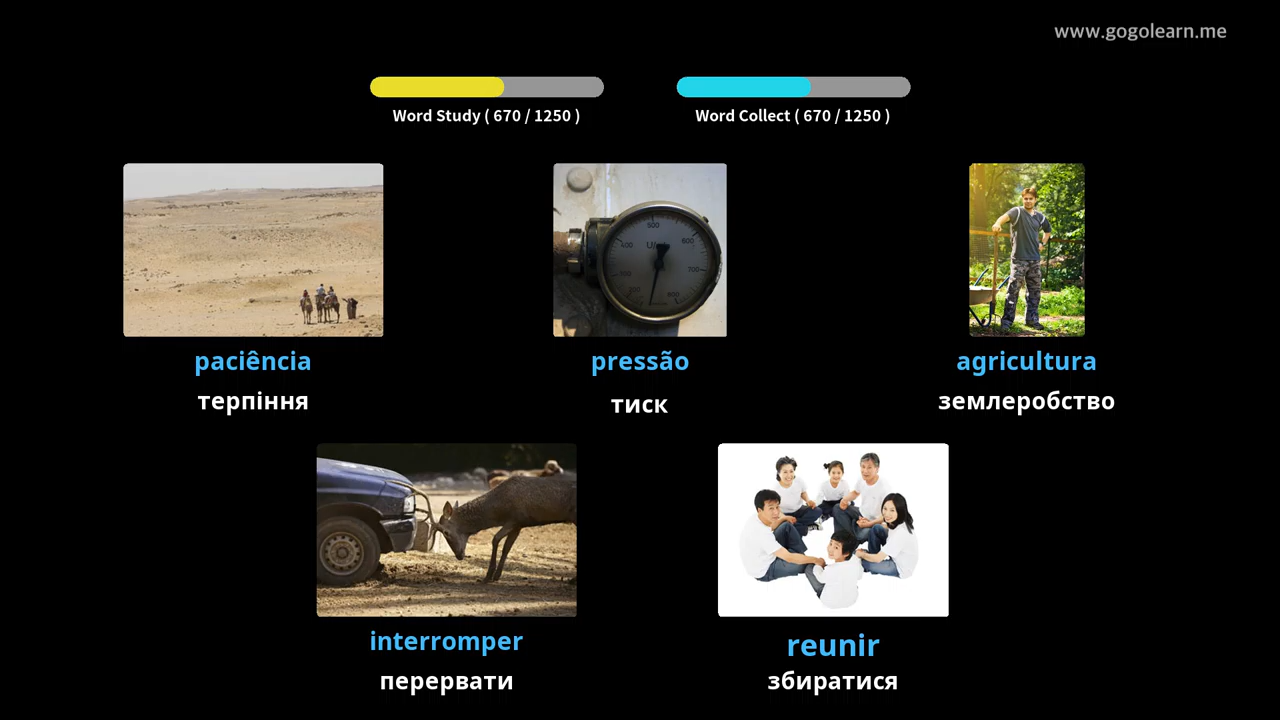 www.gogolearn.me
Word Study ( 670 / 1250 )
Word Collect ( 670 / 1250 )
paciência
терпіння
pressão
тиск
agricultura
землеробство
interromper
перервати
reunir
збиратися